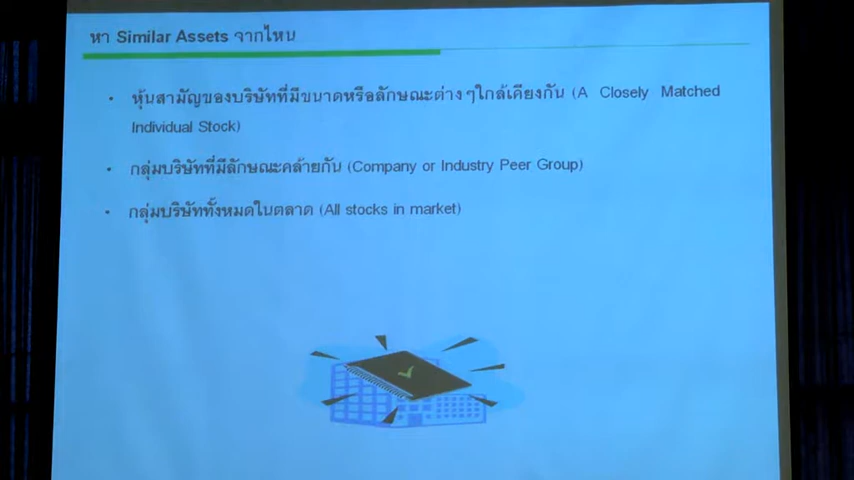 หา Similar Assets จากไหน
• หุ้นสามัญของบริษัทที่มีขนาดหรือลักษณะต่างๆใกล้เคียงกัน (A Closely Matched
Individual Stock)
• กลุ่มบริษัทที่มีลักษณะคล้ายกัน (Company or Industry Peer Group)
• กลุ่มบริษัททั้งหมดในตลาด (All stocks in market)